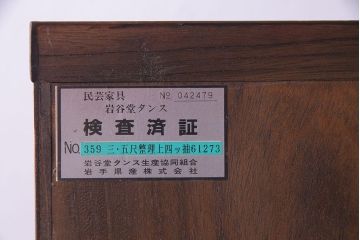 民芸家具 No 042479
岩谷堂タンス
検査済証
No. 359 三・五尺整理上四ッ抽61273
岩谷堂タンス生産協同組合
岩手県産株式会社